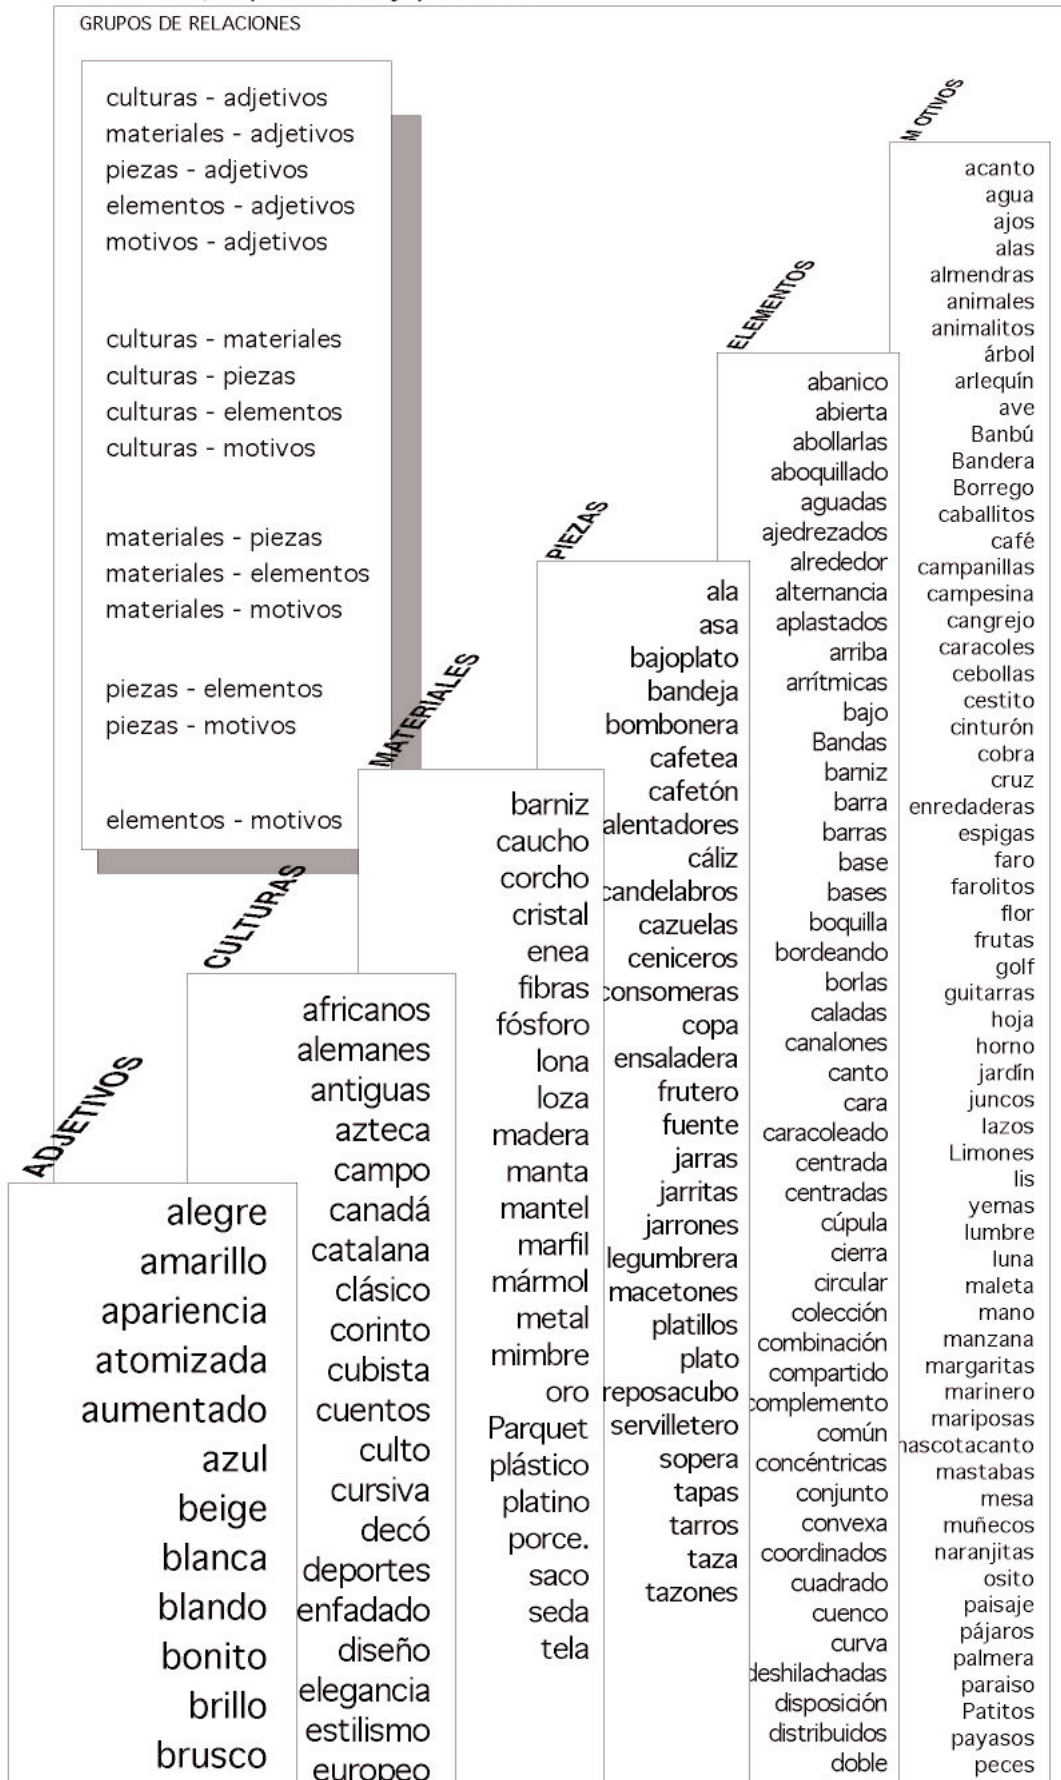 GRUPOS DE RELACIONES
culturas - adjetivos
materiales - adjetivos
piezas - adjetivos
elementos - adjetivos
motivos - adjetivos
culturas - materiales
culturas - piezas
culturas - elementos
culturas - motivos
materiales - piezas
materiales - elementos
materiales - motivos
piezas - elementos
piezas - motivos
elementos - motivos
ADJETIVOS
alegre
amarillo
apariencia
atomizada
aumentado
azul
beige
blanca
blando
bonito
brillo
brusco
CULTURAS
africanos
alemanes
antiguas
azteca
campo
canadá
catalana
clásico
corinto
cubista
cuentos
culto
cursiva
decó
deportes
enfadado
diseño
elegancia
estilismo
europeo
MATERIALES
barniz
caucho
corcho
cristal
enea
fibras
fósforo
lona
loza
madera
manta
mantel
marfil
mármol
metal
mimbre
oro
Parquet
plástico
platino
porce.
saco
seda
tela
PIEZAS
ala
asa
bajoplato
bandeja
bombonera
cafetea
cafetón
alentadores
cáliz
candelabros
cazuelas
ceniceros
consomeras
copa
ensaladera
frutero
fuente
jarras
jarritas
jarrones
legumbrera
macetones
platillos
plato
reposacubo
servilletero
sopera
tapas
tarros
taza
tazones
ELEMENTOS
abanico
abierta
abollarlas
aboquillado
aguadas
ajedrezados
alrededor
alternancia
aplastados
arriba
arrítmicas
bajo
Bandas
barniz
barra
barras
base
bases
boquilla
bordeando
borlas
caladas
canalones
canto
cara
caracoleado
centrada
centradas
cúpula
cierra
circular
colección
combinación
compartido
complemento
común
concéntricas
conjunto
convexa
coordinados
cuadrado
cuenco
curva
deshilachadas
disposición
distribuidos
doble
MOTIVOS
acanto
agua
ajos
alas
almendras
animales
animalitos
árbol
arlequín
ave
Banbú
Bandera
Borrego
caballitos
café
campanillas
campesina
cangrejo
caracoles
cebollas
cestito
cinturón
cobra
cruz
enredaderas
espigas
faro
farolitos
flor
frutas
golf
guitarras
hoja
horno
jardín
juncos
lazos
Limones
lis
yemas
lumbre
luna
maleta
mano
manzana
margaritas
marinero
mariposas
mascotacanto
mastabas
mesa
muñecos
naranjitas
osito
paisaje
pájaros
palmera
paraiso
Patitos
payasos
peces